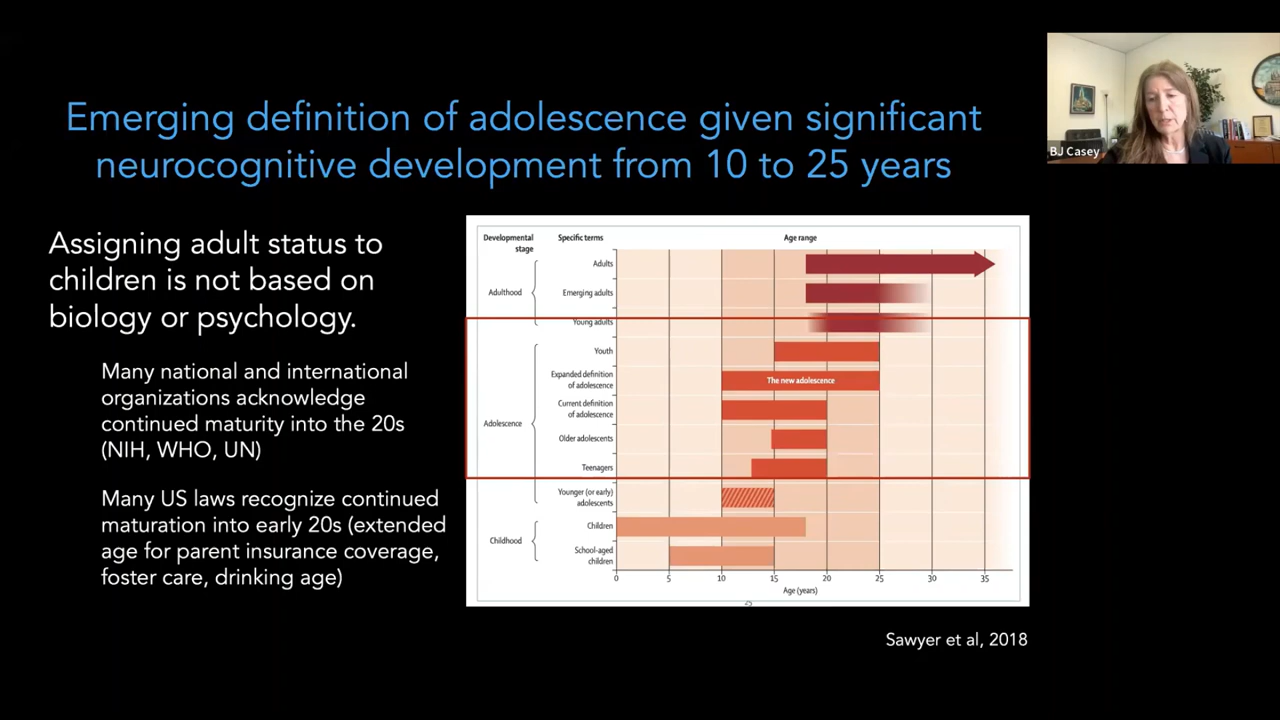 Emerging definition of adolescence given significant
neurocognitive development from 10 to 25 years
BJ Casey
Assigning adult status to
children is not based on
biology or psychology.
Many national and international
organizations acknowledge
continued maturity into the 20s
(NIH, WHO, UN)
Many US laws recognize continued
maturation into early 20s (extended
age for parent insurance coverage,
foster care, drinking age)
Developmental
stage
Specific terms
Age range
Adulthood
Adults
Emerging adults
Young adults
Adolescence
Youth
Expanded definition
of adolescence
The new adolescence
Current definition
of adolescence
Older adolescents
Teenagers
Younger (or early)
adolescents
Childhood
Children
School-aged
children
0 5 10 15 20 25 30 35
Age (years)
Sawyer et al, 2018